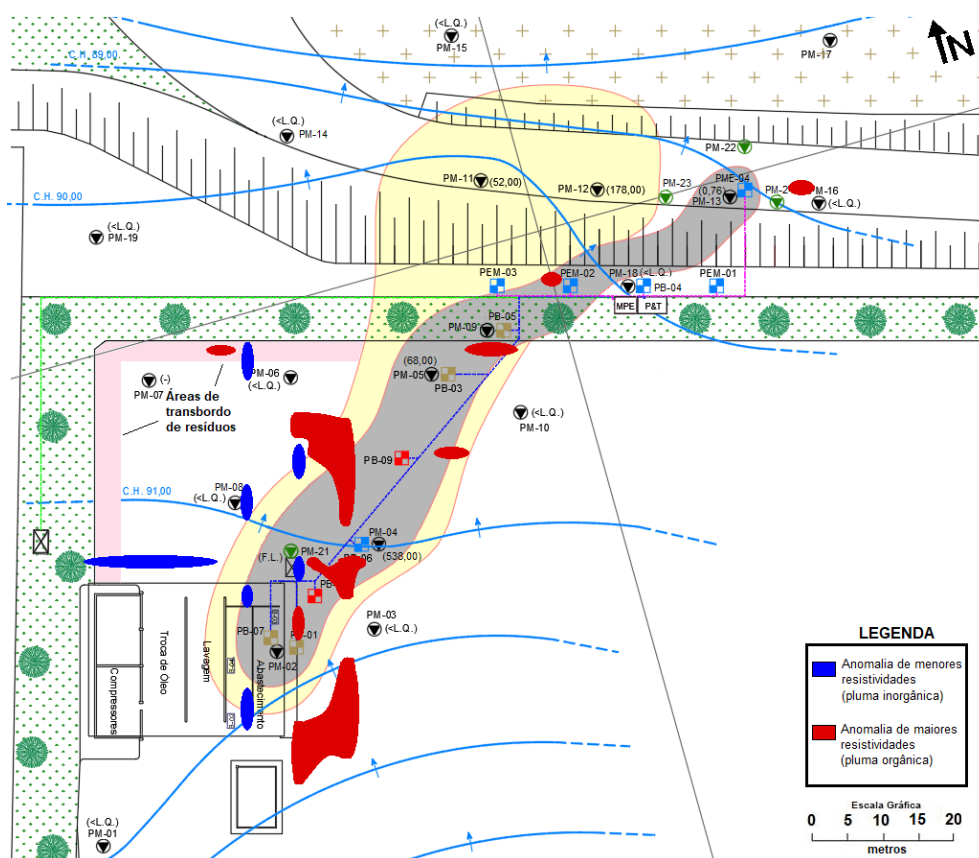 (<L.Q.)
PM-15
PM-17
N
C.H. 89,00
(<L.Q.)
PM-14
PM-22
PM-11
(52,00)
PM-12
(178,00)
PM-23
PME-04
(0,76)
PM-13
PM-2
M-16
(<L.Q.)
C.H. 90,00
(<L.Q.)
PM-19
PEM-03
PEM-02
PM-18
(<L.Q.)
PB-04
PEM-01
MPE
P&T
PB-05
PM-09
(68,00)
PM-05
PB-03
PM-06
(<L.Q.)
(-)
PM-07
Áreas de
transbordo
de resíduos
(<L.Q.)
PM-10
PB-09
C.H. 91,00
PM-08
(<L.Q.)
PM-04
(538,00)
(F.L.)
PM-21
PM-03
(<L.Q.)
PB-07
PM-02
Compressores
Troca de Óleo
Lavagem
Abastecimento
(<L.Q.)
PM-01
LEGENDA
Anomalia de menores
resistividades
(pluma inorgânica)
Anomalia de maiores
resistividades
(pluma orgânica)
Escala Gráfica
0 5 10 15 20
metros